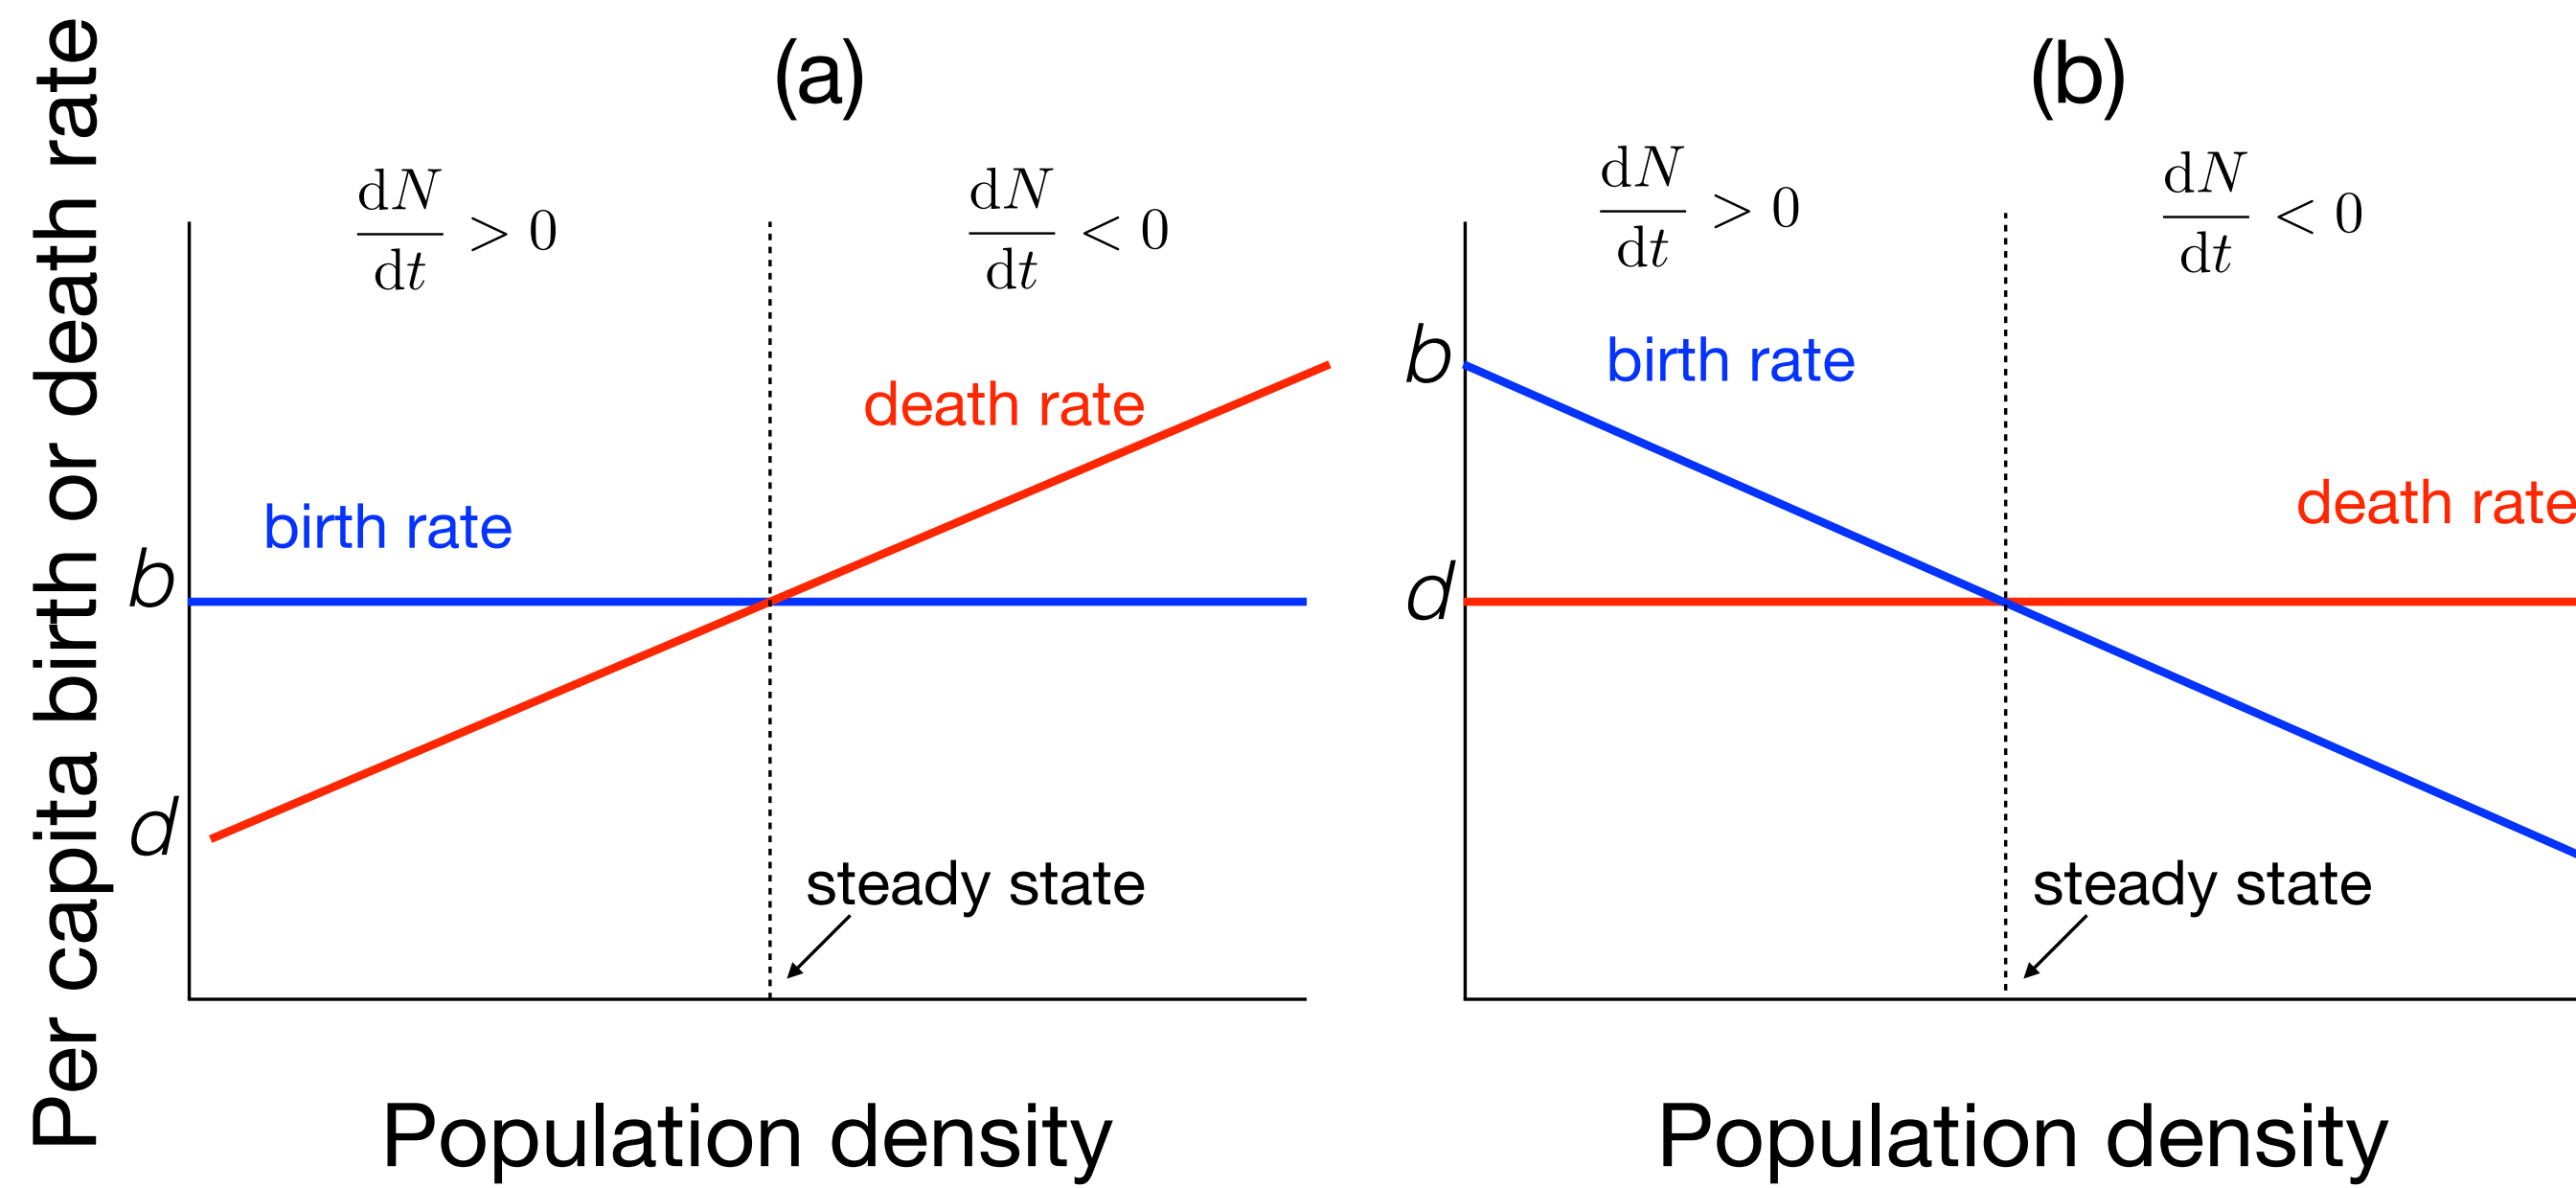 Per capita birth or death rate
(a)
dN/dt > 0
dN/dt < 0
death rate
birth rate
b
d
steady state
Population density
(b)
dN/dt > 0
dN/dt < 0
b
birth rate
death rate
d
steady state
Population density